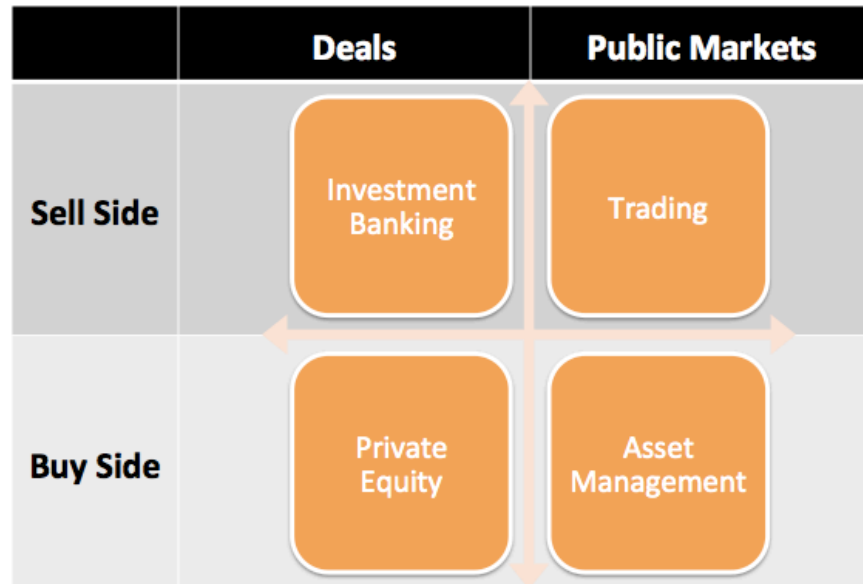 Deals
Public Markets
Sell Side
Investment
Banking
Trading
Buy Side
Private
Equity
Asset
Management